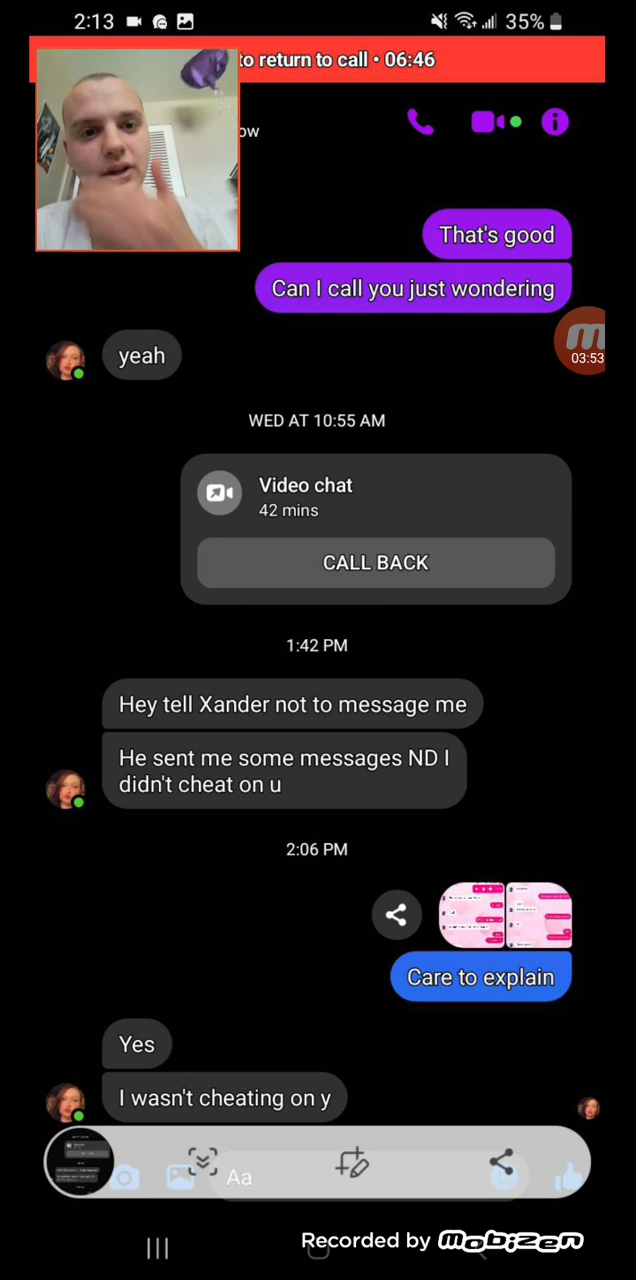 2:13
35%
to return to call • 06:46
ow
That's good
Can I call you just wondering
03:53
yeah
WED AT 10:55 AM
Video chat
42 mins
CALL BACK
1:42 PM
Hey tell Xander not to message me
He sent me some messages ND I
didn't cheat on u
2:06 PM
Care to explain
Yes
I wasn't cheating on y
Aa
Recorded by mobizen